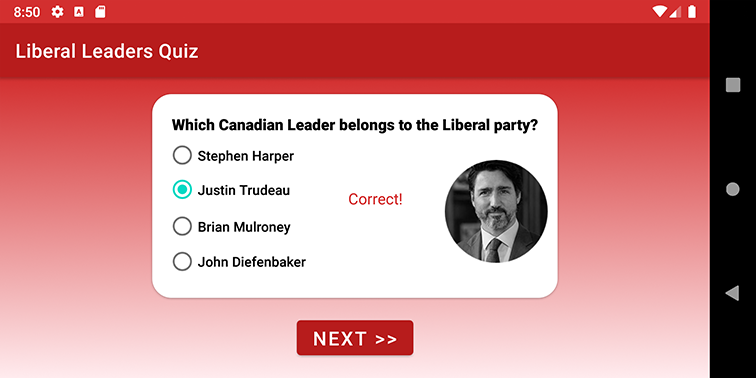 8:50
Liberal Leaders Quiz
Which Canadian Leader belongs to the Liberal party?
Stephen Harper
Justin Trudeau
Correct!
Brian Mulroney
John Diefenbaker
NEXT >>